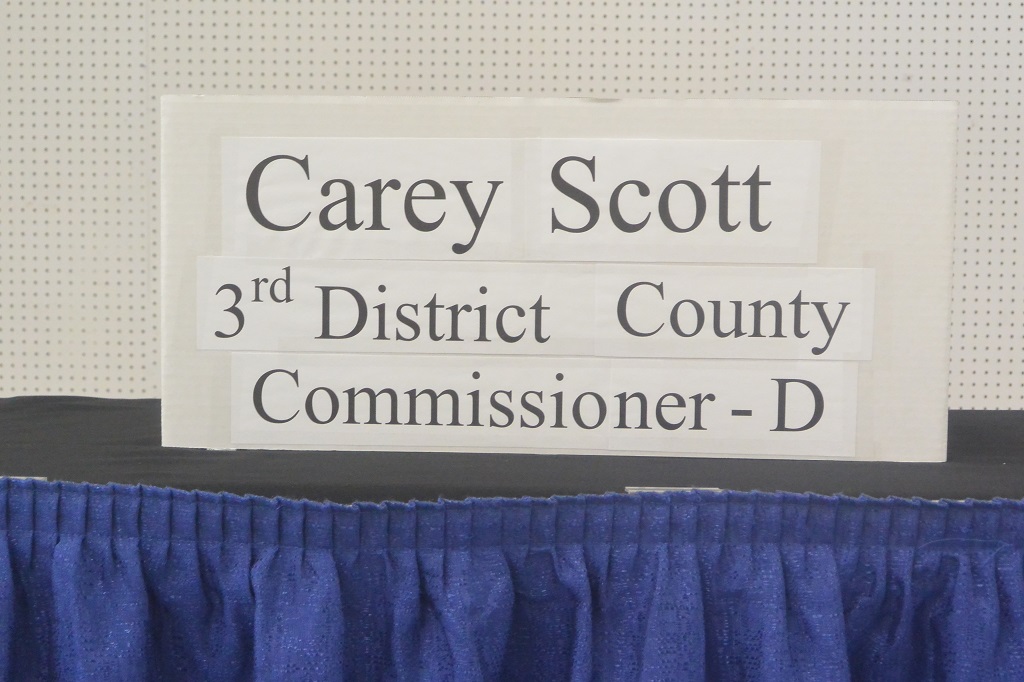 Carey Scott
3rd District County
Commissioner - D